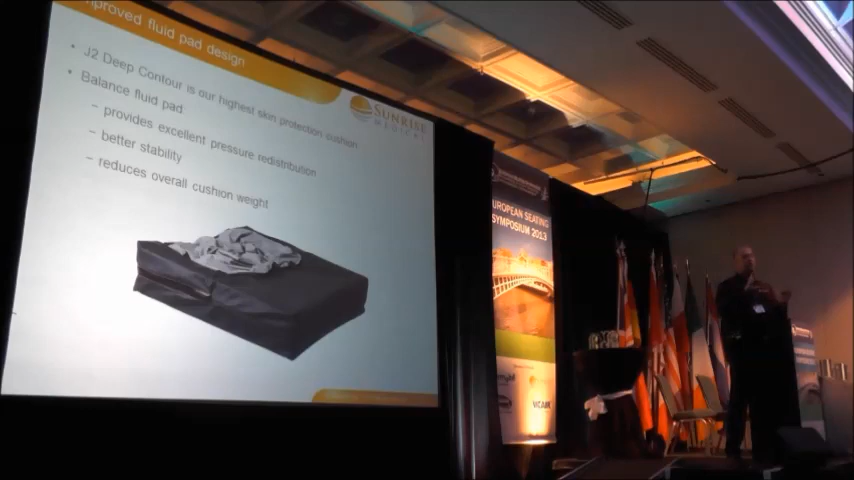 improved fluid pad design
• J2 Deep Contour is our highest skin protection cushion
• Balance fluid pad
– provides excellent pressure redistribution
– better stability
– reduces overall cushion weight
SUNRISE
MEDICAL
EUROPEAN SEATING
SYMPOSIUM 2013